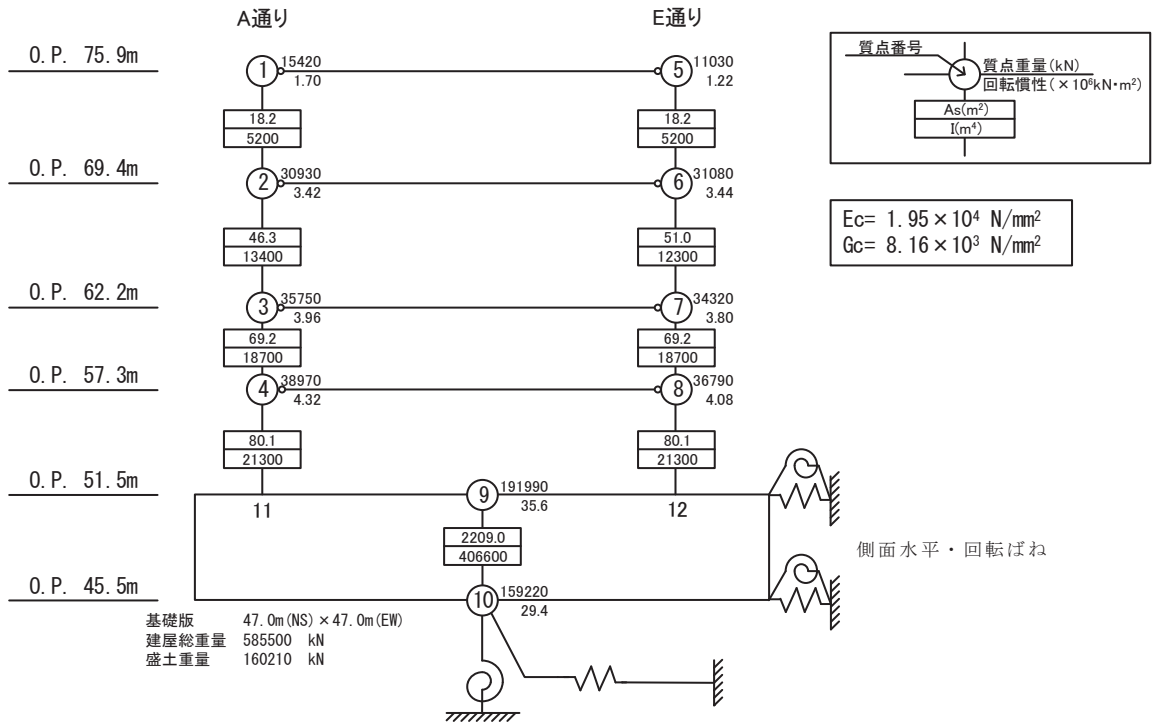 A通り
E通り
O.P. 75.9m
1
15420
1.70
5
11030
1.22
18.2
5200
18.2
5200
O.P. 69.4m
2
30930
3.42
6
31080
3.44
46.3
13400
51.0
12300
O.P. 62.2m
3
35750
3.96
7
34320
3.80
69.2
18700
69.2
18700
O.P. 57.3m
4
38970
4.32
8
36790
4.08
80.1
21300
80.1
21300
O.P. 51.5m
11
9
191990
35.6
12
2209.0
406600
側面水平・回転ばね
O.P. 45.5m
10
159220
29.4
基礎版 47.0m(NS)×47.0m(EW)
建屋総重量 585500 kN
盛土重量 160210 kN
質点番号
質点重量(kN)
回転慣性(×10⁶kN・m²)
As(m²)
I(m⁴)
Ec= 1.95×10⁴ N/mm²
Gc= 8.16×10³ N/mm²